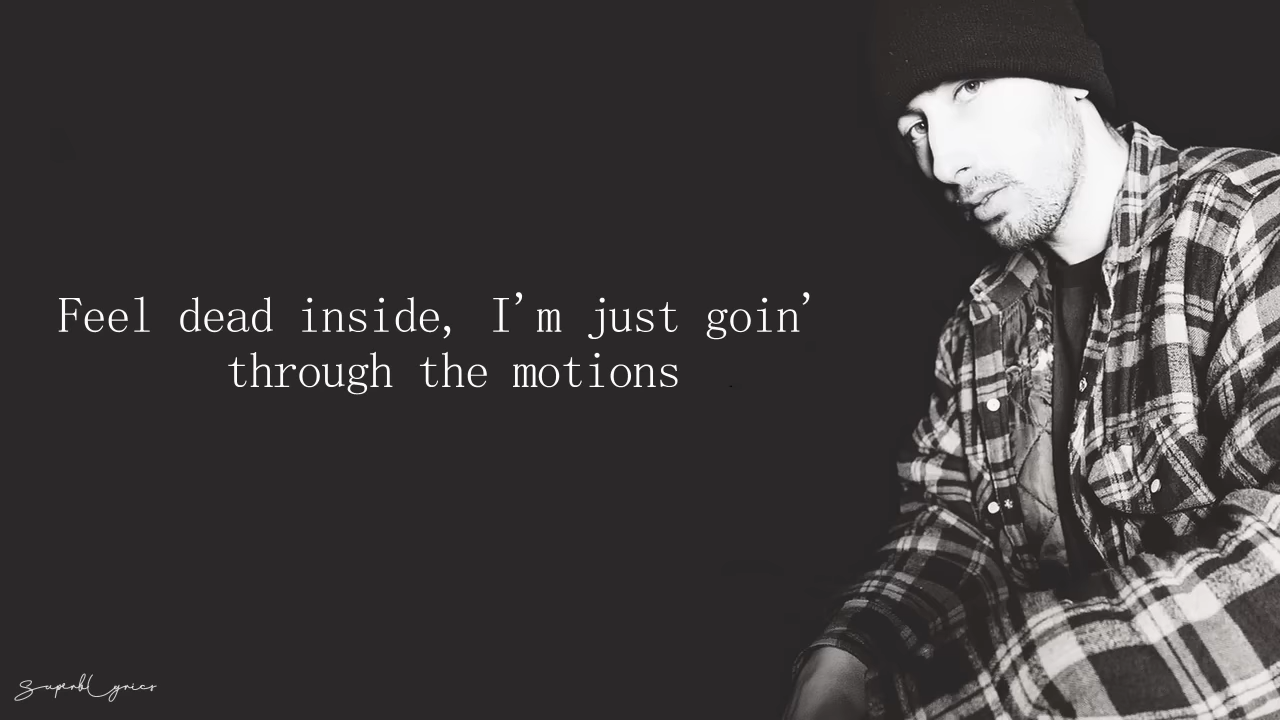 Feel dead inside, I'm just goin'
through the motions
SuperbLyrics